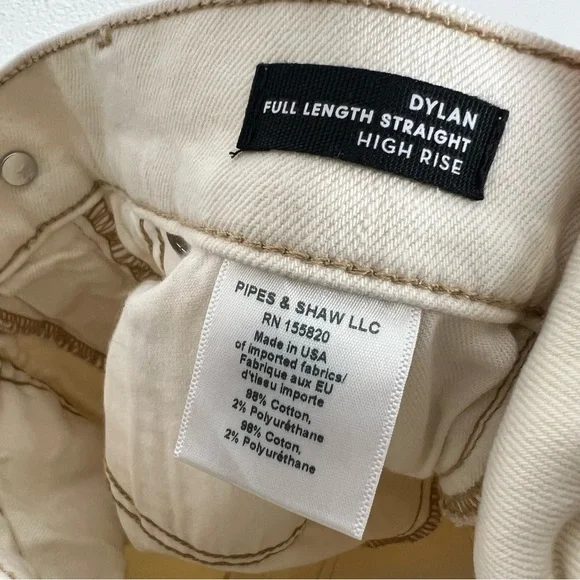 DYLAN
FULL LENGTH STRAIGHT
HIGH RISE
PIPES & SHAW LLC
RN 155820
Made in USA
of imported fabrics/
Fabrique aux EU
d'tissu importe
98% Cotton,
2% Polyuréthane
98% Coton,
2% Polyuréthane